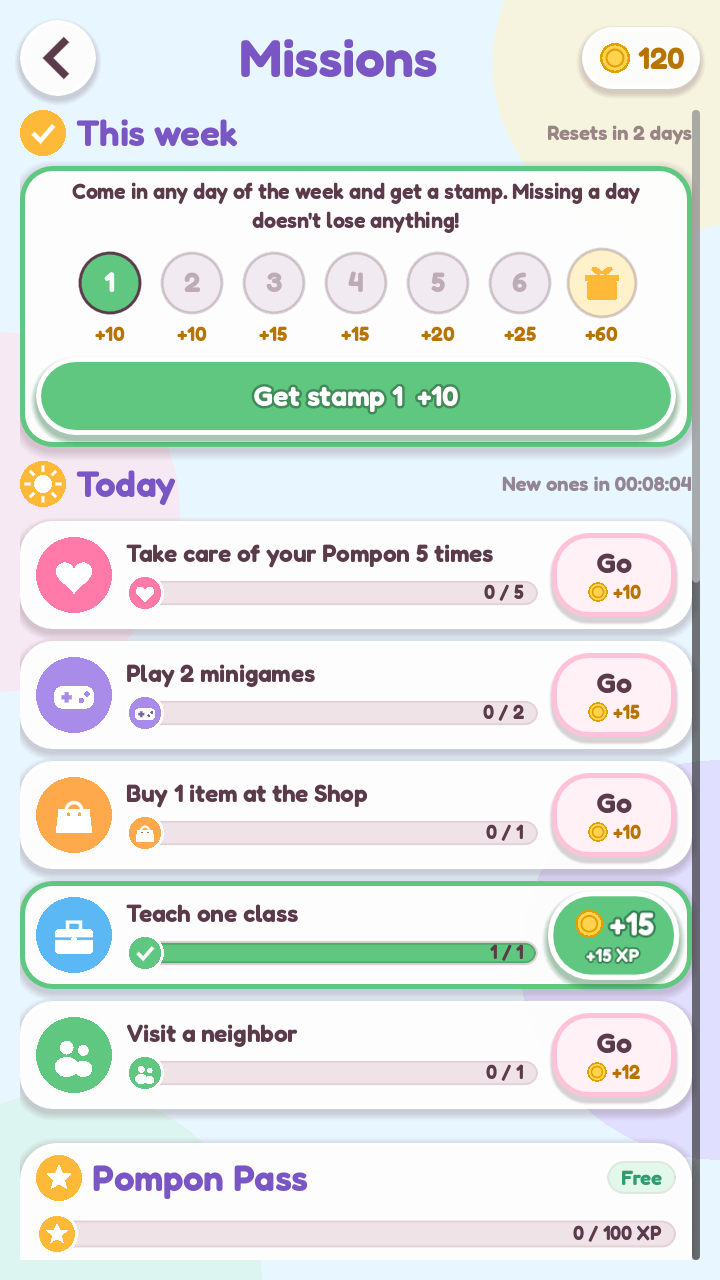 Missions
120
This week
Resets in 2 days
Come in any day of the week and get a stamp. Missing a day
doesn't lose anything!
1 2 3 4 5 6
+10 +10 +15 +15 +20 +25 +60
Get stamp 1 +10
Today
New ones in 00:08:04
Take care of your Pompon 5 times
0 / 5
Go
+10
Play 2 minigames
0 / 2
Go
+15
Buy 1 item at the Shop
0 / 1
Go
+10
Teach one class
1 / 1
+15
+15 XP
Visit a neighbor
0 / 1
Go
+12
Pompon Pass
Free
0 / 100 XP